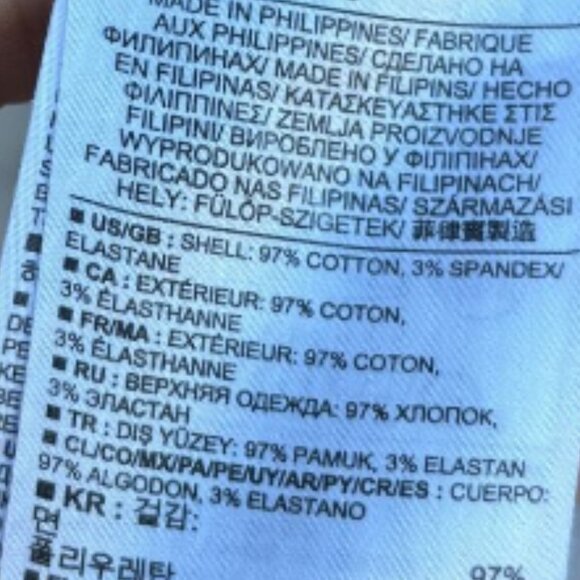 MADE IN PHILIPPINES/ FABRIQUE
AUX PHILIPPINES/ СДЕЛАНО НА
ФИЛИПИНАХ/ MADE IN FILIPINS/ HECHO
EN FILIPINAS/ ΚΑΤΑΣΚΕΥΑΣΤΗΚΕ ΣΤΙΣ
ΦΙΛΙΠΠΙΝΕΣ/ ZEMLJA PROIZVODNJE
FILIPINI/ ВИРОБЛЕНО У ФІЛІПІНАХ/
WYPRODUKOWANO NA FILIPINACH/
FABRICADO NAS FILIPINAS/ SZÁRMAZÁSI
HELY: FÜLÖP-SZIGETEK/ 菲律賓製造
■ US/GB : SHELL: 97% COTTON, 3% SPANDEX/
ELASTANE
■ CA : EXTÉRIEUR: 97% COTON,
3% ÉLASTHANNE
■ FR/MA : EXTÉRIEUR: 97% COTON,
3% ÉLASTHANNE
■ RU : ВЕРХНЯЯ ОДЕЖДА: 97% ХЛОПОК,
3% ЭЛАСТАН
■ TR : DIŞ YÜZEY: 97% PAMUK, 3% ELASTAN
■ CL/CO/MX/PA/PE/UY/AR/PY/CR/ES : CUERPO:
97% ALGODON, 3% ELASTANO
■ KR : 겉감:
면 97%
폴리우레탄